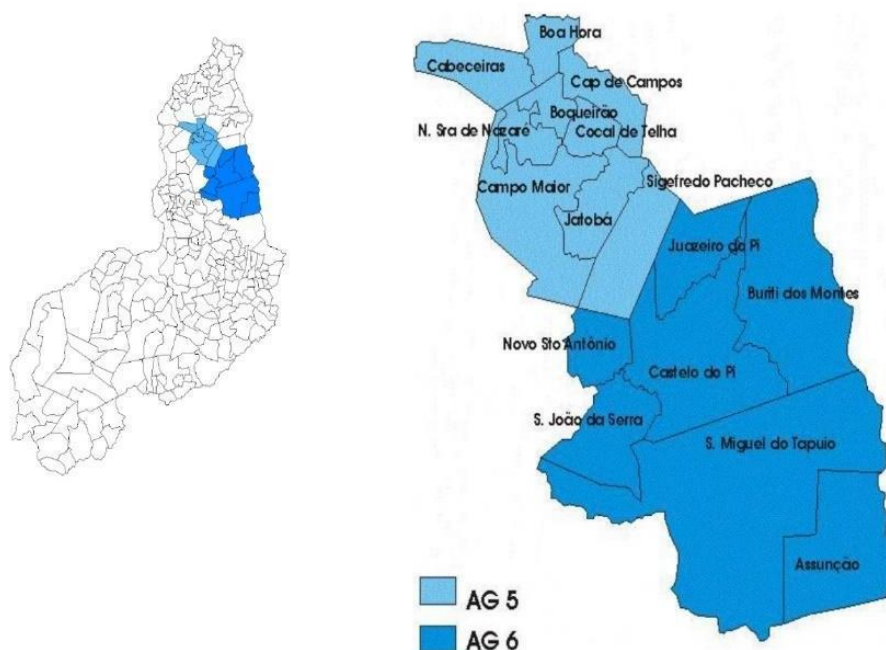 Boa Hora
Cabeceiras
Cap de Campos
Boqueirão
N. Sra de Nazaré
Cocal de Telha
Campo Maior
Sigefredo Pacheco
Jatobá
Juazeiro do Pi
Buriti dos Montes
Novo Sto Antônio
Castelo do Pi
S. João da Serra
S. Miguel do Tapuio
Assunção
AG 5
AG 6